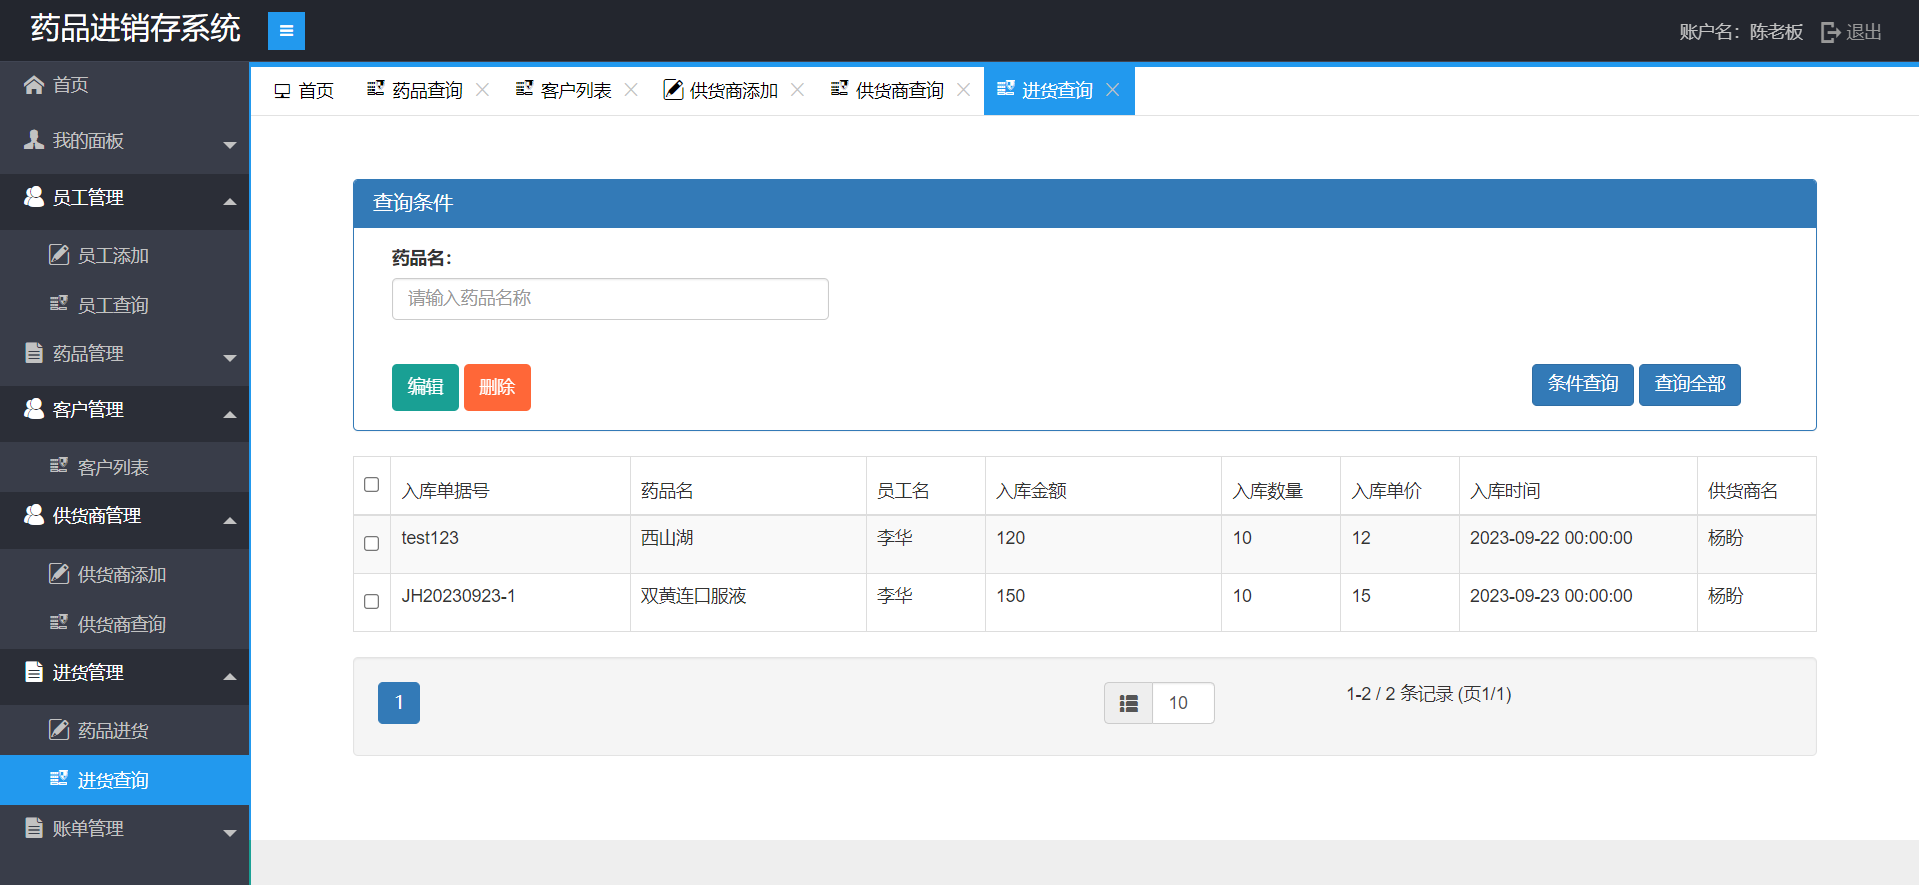 药品进销存系统
账户名：陈老板 退出
首页
我的面板
员工管理
员工添加
员工查询
药品管理
客户管理
客户列表
供货商管理
供货商添加
供货商查询
进货管理
药品进货
进货查询
账单管理
首页 药品查询 客户列表 供货商添加 供货商查询 进货查询
查询条件
药品名：
请输入药品名称
编辑 删除 条件查询 查询全部
入库单据号 药品名 员工名 入库金额 入库数量 入库单价 入库时间 供货商名
test123 西山湖 李华 120 10 12 2023-09-22 00:00:00 杨盼
JH20230923-1 双黄连口服液 李华 150 10 15 2023-09-23 00:00:00 杨盼
1 10 1-2 / 2 条记录 (页1/1)